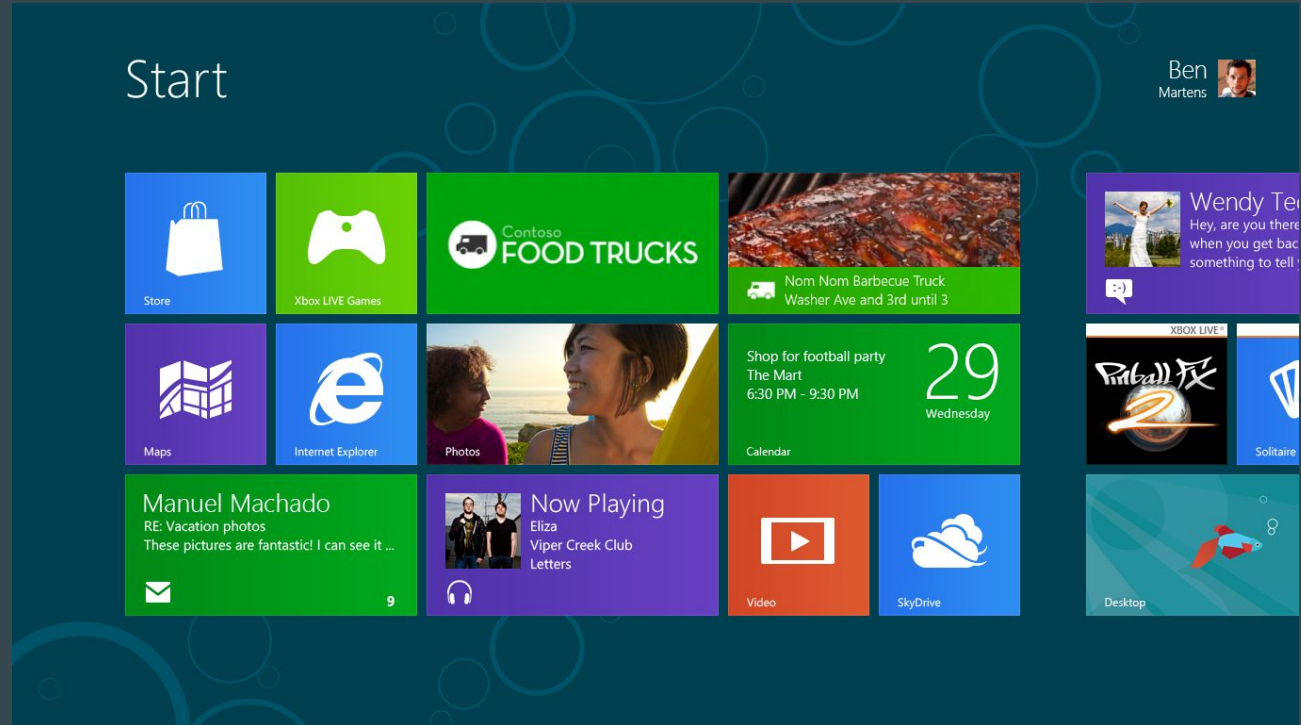 Start
Ben
Martens
Store
Xbox LIVE Games
Contoso
FOOD TRUCKS
Nom Nom Barbecue Truck
Washer Ave and 3rd until 3
Wendy
Hey, are you there
when you get
something to tell
Maps
Internet Explorer
Photos
Shop for football party
The Mart
6:30 PM - 9:30 PM
29
Wednesday
Calendar
XBOX LIVE
Pinball FX
2
Solitaire
Manuel Machado
RE: Vacation photos
These pictures are fantastic! I can see it ...
9
Now Playing
Eliza
Viper Creek Club
Letters
Video
SkyDrive
Desktop